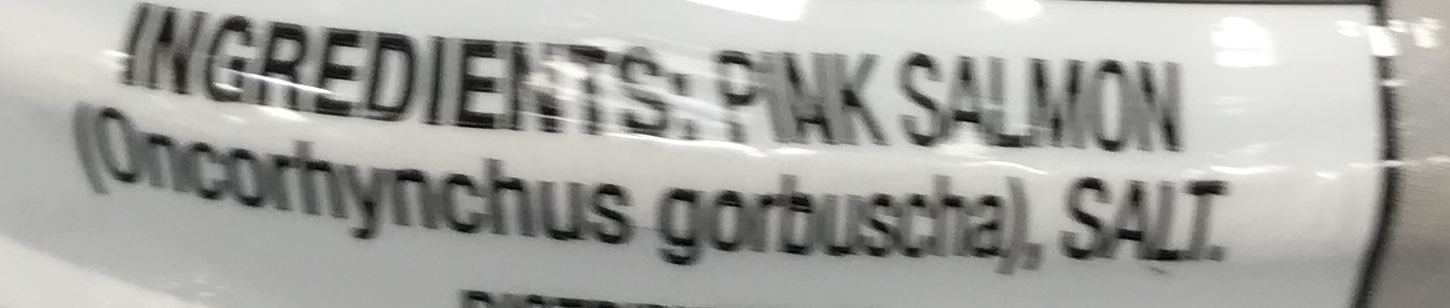 INGREDIENTS: PINK SALMON
(Oncorhynchus gorbuscha), SALT.